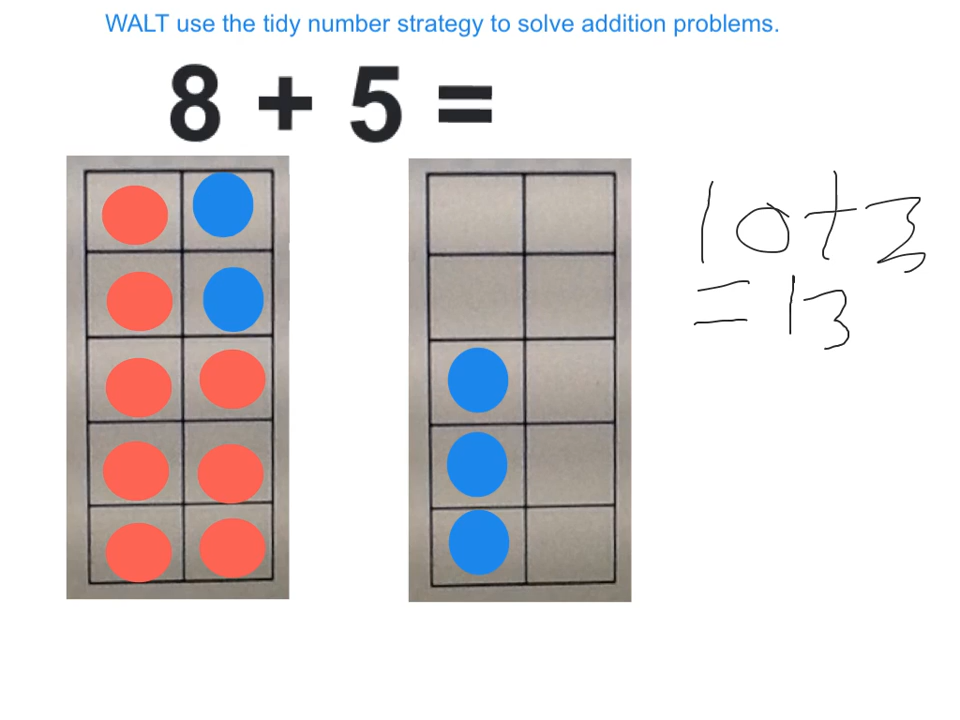 WALT use the tidy number strategy to solve addition problems.
8 + 5 =
10+3
= 13